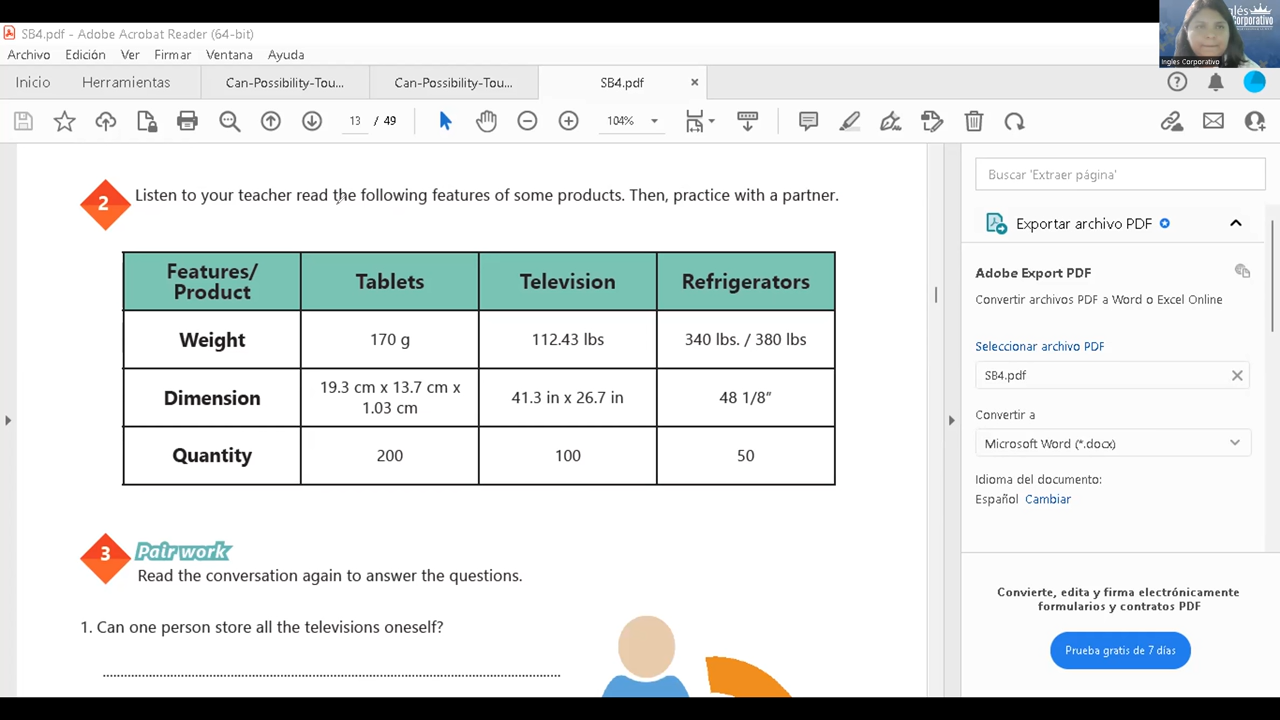 SB4.pdf - Adobe Acrobat Reader (64-bit)
Archivo Edición Ver Firmar Ventana Ayuda
Inicio Herramientas Can-Possibility-Tou... Can-Possibility-Tou... SB4.pdf ×
13 / 49 104%
Inglés
Corporativo
Ingles Corporativo
2
Listen to your teacher read the following features of some products. Then, practice with a partner.
Features/
Product
Tablets
Television
Refrigerators
Weight
170 g
112.43 lbs
340 lbs. / 380 lbs
Dimension
19.3 cm x 13.7 cm x
1.03 cm
41.3 in x 26.7 in
48 1/8”
Quantity
200
100
50
3
Pair work
Read the conversation again to answer the questions.
1. Can one person store all the televisions oneself?
Buscar 'Extraer página'
Exportar archivo PDF
Adobe Export PDF
Convertir archivos PDF a Word o Excel Online
Seleccionar archivo PDF
SB4.pdf
Convertir a
Microsoft Word (*.docx)
Idioma del documento:
Español Cambiar
Convierte, edita y firma electrónicamente
formularios y contratos PDF
Prueba gratis de 7 días